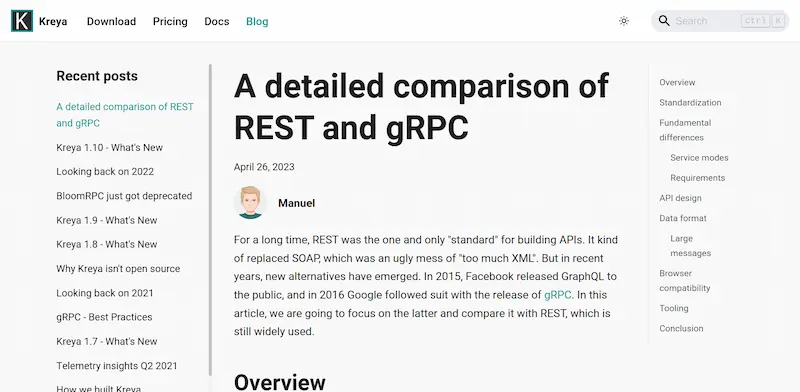 Kreya Download Pricing Docs Blog Search ctrl K
Recent posts
A detailed comparison of REST
and gRPC
Kreya 1.10 - What's New
Looking back on 2022
BloomRPC just got deprecated
Kreya 1.9 - What's New
Kreya 1.8 - What's New
Why Kreya isn't open source
Looking back on 2021
gRPC - Best Practices
Kreya 1.7 - What's New
Telemetry insights Q2 2021
How we built Kreya
A detailed comparison of
REST and gRPC
April 26, 2023
Manuel
For a long time, REST was the one and only "standard" for building APIs. It kind
of replaced SOAP, which was an ugly mess of "too much XML". But in recent
years, new alternatives have emerged. In 2015, Facebook released GraphQL to
the public, and in 2016 Google followed suit with the release of gRPC. In this
article, we are going to focus on the latter and compare it with REST, which is
still widely used.
Overview
Overview
Standardization
Fundamental
differences
Service modes
Requirements
API design
Data format
Large
messages
Browser
compatibility
Tooling
Conclusion